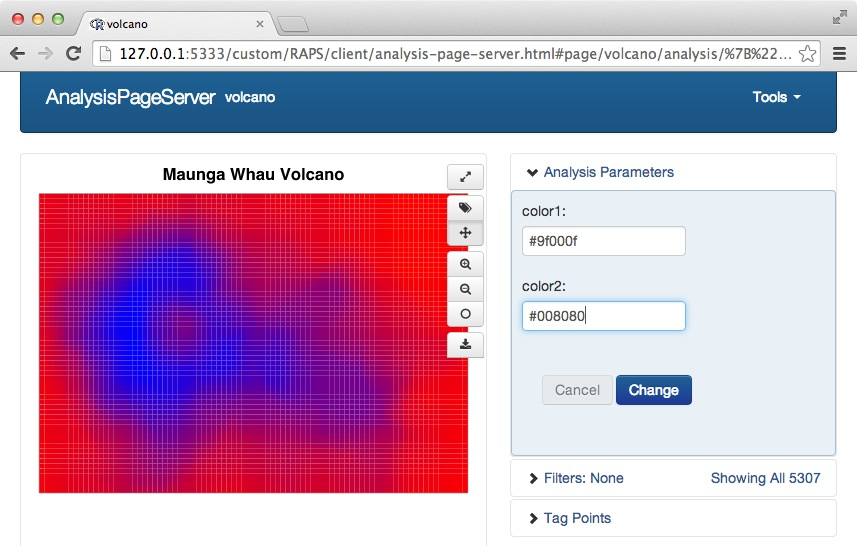 volcano
127.0.0.1:5333/custom/RAPS/client/analysis-page-server.html#page/volcano/analysis/%7B%22...
AnalysisPageServer volcano Tools
Maunga Whau Volcano
Analysis Parameters
color1:
#9f000f
color2:
#008080
Cancel Change
Filters: None Showing All 5307
Tag Points